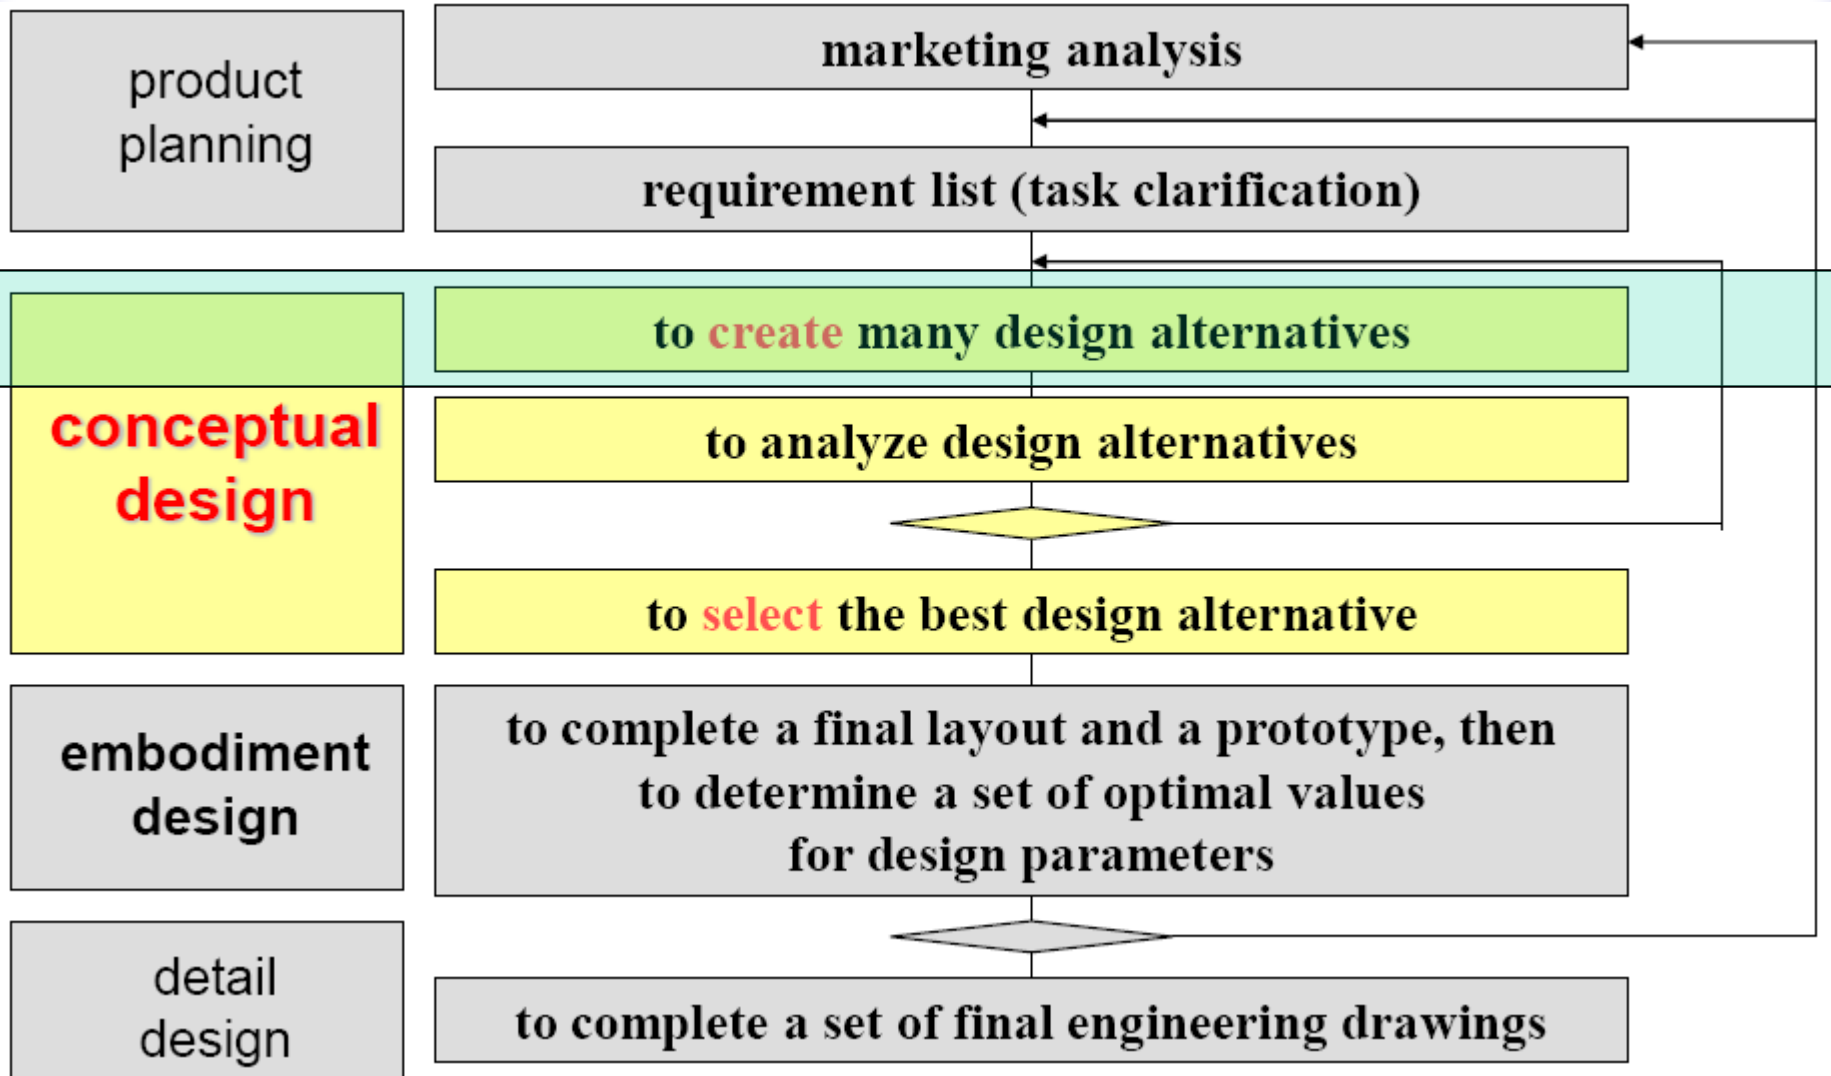 product
planning
marketing analysis
requirement list (task clarification)
conceptual
design
to create many design alternatives
to analyze design alternatives
to select the best design alternative
embodiment
design
to complete a final layout and a prototype, then
to determine a set of optimal values
for design parameters
detail
design
to complete a set of final engineering drawings